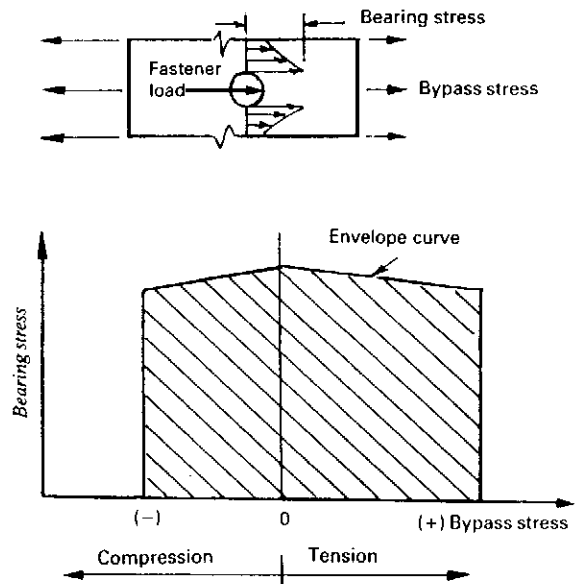 Bearing stress
Fastener
load
Bypass stress
Envelope curve
Bearing stress
(−) 0 (+) Bypass stress
Compression Tension